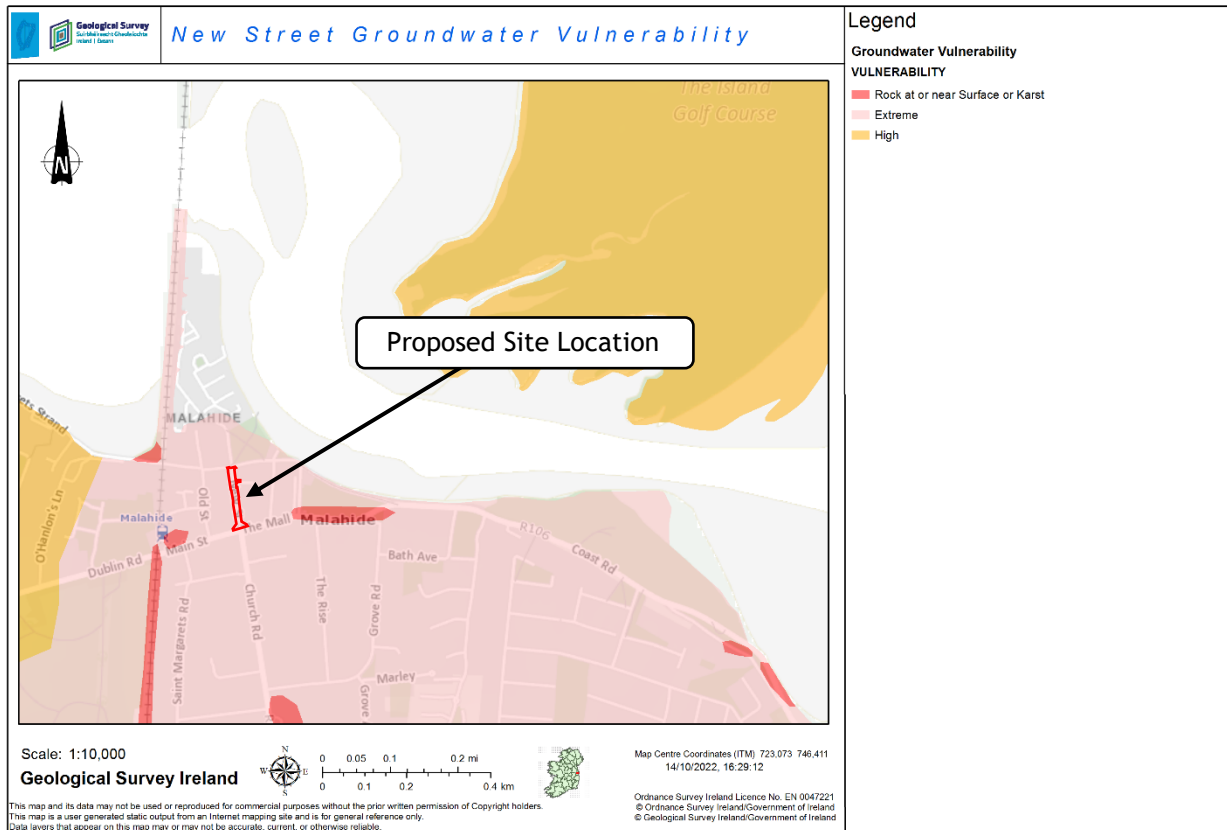 Geological Survey
Suirbhéireacht Gheolaíochta
Ireland | Éireann
New Street Groundwater Vulnerability
Legend
Groundwater Vulnerability
VULNERABILITY
Rock at or near Surface or Karst
Extreme
High
The Island
Golf Course
N
Proposed Site Location
ets Strand
MALAHIDE
O'Hanlon's Ln
Old St
Malahide
The Mall
Malahide
Main St
Dublin Rd
R106
Coast Rd
Bath Ave
Saint Margarets Rd
Church Rd
The Rise
Grove Rd
Marley
Grove
Scale: 1:10,000
Geological Survey Ireland
N
W
E
S
0 0.05 0.1 0.2 mi
0 0.1 0.2 0.4 km
Map Centre Coordinates (ITM) 723,073 746,411
14/10/2022, 16:29:12
Ordnance Survey Ireland Licence No. EN 0047221
© Ordnance Survey Ireland/Government of Ireland
© Geological Survey Ireland/Government of Ireland
This map and its data may not be used or reproduced for commercial purposes without the prior written permission of Copyright holders.
This map is a user generated static output from an Internet mapping site and is for general reference only.
Data layers that appear on this map may or may not be accurate, current, or otherwise reliable.